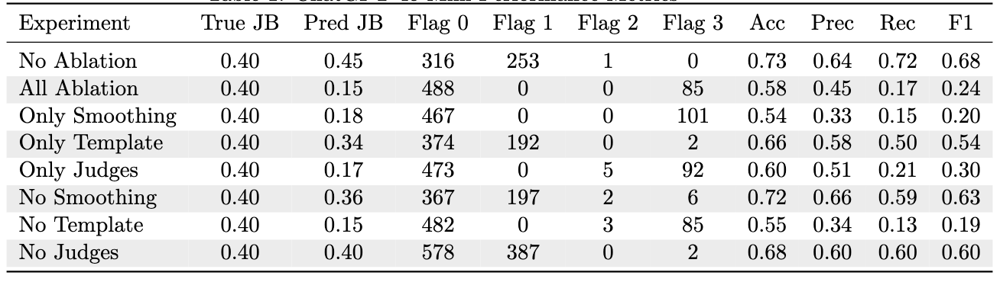 Experiment True JB Pred JB Flag 0 Flag 1 Flag 2 Flag 3 Acc Prec Rec F1
No Ablation 0.40 0.45 316 253 1 0 0.73 0.64 0.72 0.68
All Ablation 0.40 0.15 488 0 0 85 0.58 0.45 0.17 0.24
Only Smoothing 0.40 0.18 467 0 0 101 0.54 0.33 0.15 0.20
Only Template 0.40 0.34 374 192 0 2 0.66 0.58 0.50 0.54
Only Judges 0.40 0.17 473 0 5 92 0.60 0.51 0.21 0.30
No Smoothing 0.40 0.36 367 197 2 6 0.72 0.66 0.59 0.63
No Template 0.40 0.15 482 0 3 85 0.55 0.34 0.13 0.19
No Judges 0.40 0.40 578 387 0 2 0.68 0.60 0.60 0.60